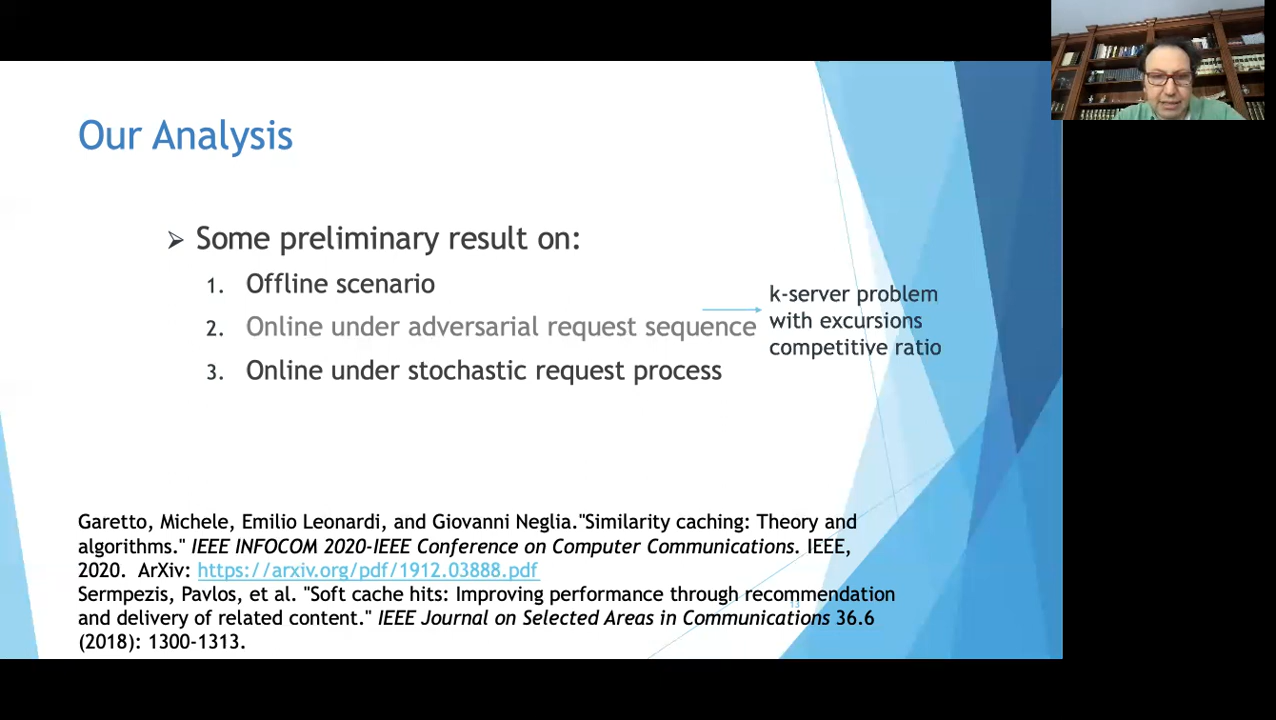 Our Analysis
➢ Some preliminary result on:
1. Offline scenario
2. Online under adversarial request sequence
3. Online under stochastic request process
k-server problem
with excursions
competitive ratio
Garetto, Michele, Emilio Leonardi, and Giovanni Neglia."Similarity caching: Theory and
algorithms." IEEE INFOCOM 2020-IEEE Conference on Computer Communications. IEEE,
2020. ArXiv: https://arxiv.org/pdf/1912.03888.pdf
Sermpezis, Pavlos, et al. "Soft cache hits: Improving performance through recommendation
and delivery of related content." IEEE Journal on Selected Areas in Communications 36.6
(2018): 1300-1313.
13